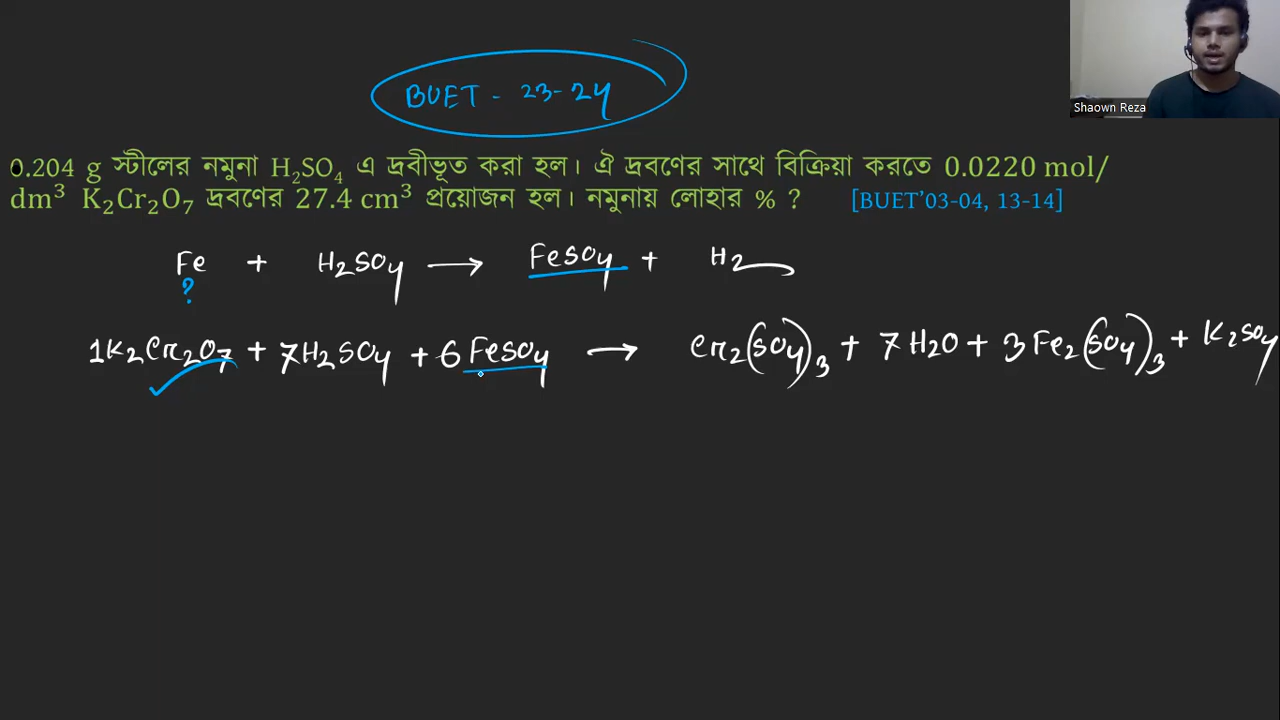 BUET - 23-24
Shaown Reza
0.204 g স্টীলের নমুনা H₂SO₄ এ দ্রবীভূত করা হল। ঐ দ্রবণের সাথে বিক্রিয়া করতে 0.0220 mol/
dm³ K₂Cr₂O₇ দ্রবণের 27.4 cm³ প্রয়োজন হল। নমুনায় লোহার % ? [BUET'03-04, 13-14]
Fe + H₂SO₄ → FeSO₄ + H₂
?
1K₂Cr₂O₇ + 7H₂SO₄ + 6FeSO₄ → Cr₂(SO₄)₃ + 7H₂O + 3Fe₂(SO₄)₃ + K₂SO₄